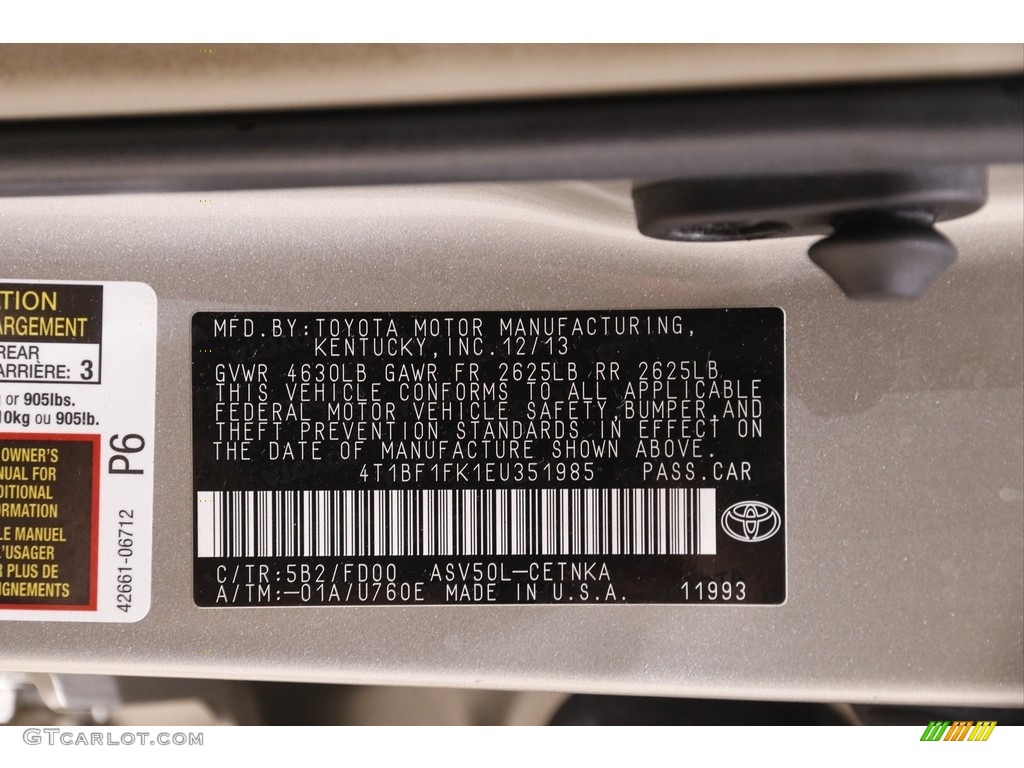 TION
ARGEMENT
REAR
ARRIÈRE: 3
g or 905lbs.
10kg ou 905lb.
OWNER'S
ANUAL FOR
DITIONAL
ORMATION
LE MANUEL
L'USAGER
R PLUS DE
IGNEMENTS
P6
42661-06712
MFD.BY:TOYOTA MOTOR MANUFACTURING,
KENTUCKY,INC.12/13
GVWR 4630LB GAWR FR 2625LB RR 2625LB
THIS VEHICLE CONFORMS TO ALL APPLICABLE
FEDERAL MOTOR VEHICLE SAFETY,BUMPER,AND
THEFT PREVENTION STANDARDS IN EFFECT ON
THE DATE OF MANUFACTURE SHOWN ABOVE.
4T1BF1FK1EU351985 PASS.CAR
C/TR:5B2/FD00 ASV50L-CETNKA
A/TM:-01A/U760E MADE IN U.S.A. 11993
GTcarlot.com